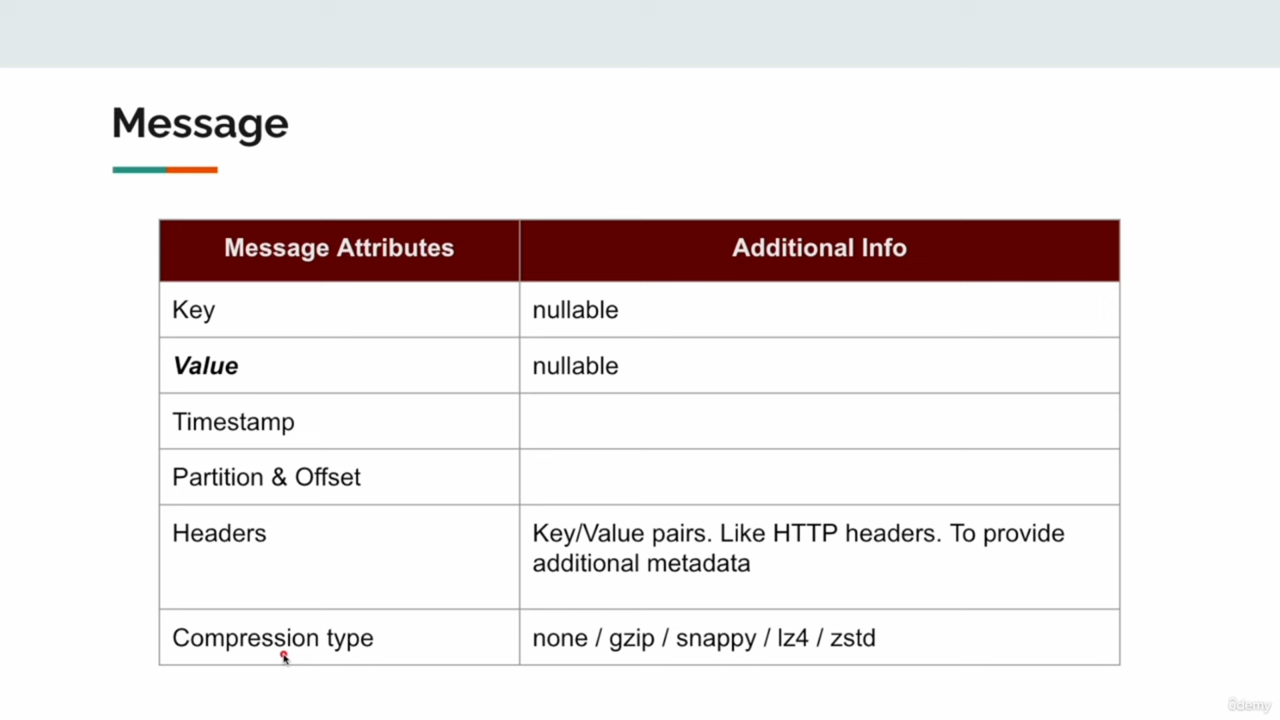 Message
Message Attributes
Additional Info
Key
nullable
Value
nullable
Timestamp
Partition & Offset
Headers
Key/Value pairs. Like HTTP headers. To provide
additional metadata
Compression type
none / gzip / snappy / lz4 / zstd
ûdemy